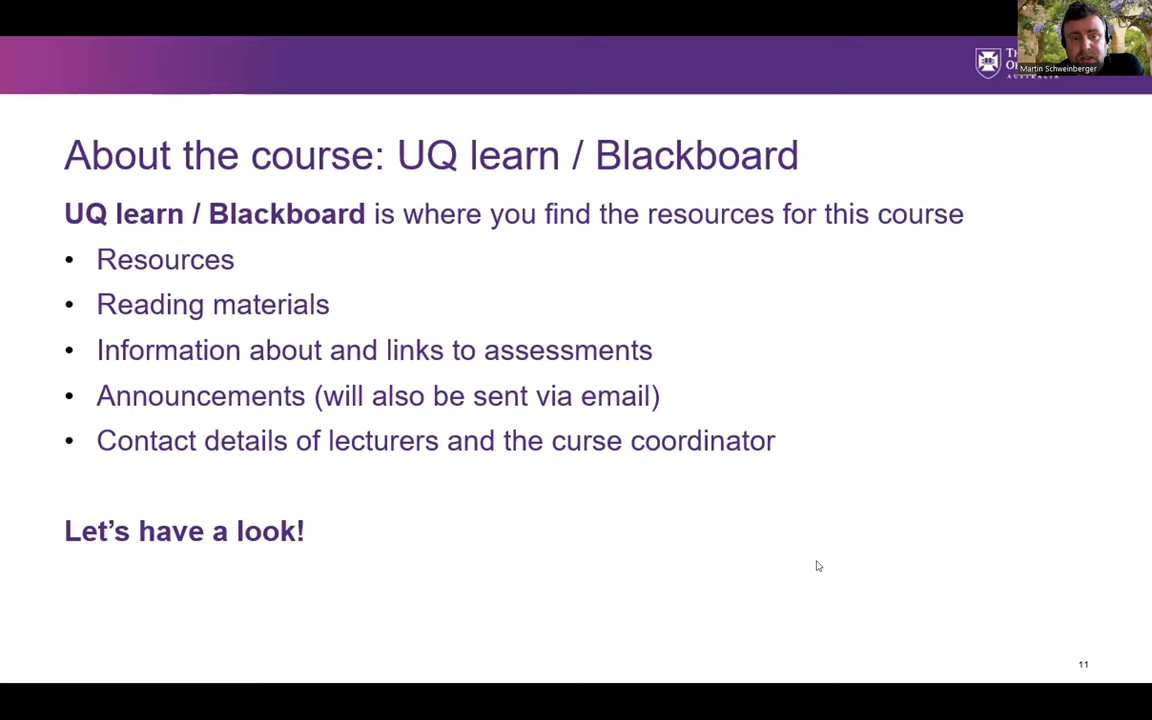 Martin Schweinberger
AUSTRALIA
About the course: UQ learn / Blackboard
UQ learn / Blackboard is where you find the resources for this course
• Resources
• Reading materials
• Information about and links to assessments
• Announcements (will also be sent via email)
• Contact details of lecturers and the curse coordinator
Let’s have a look!
11